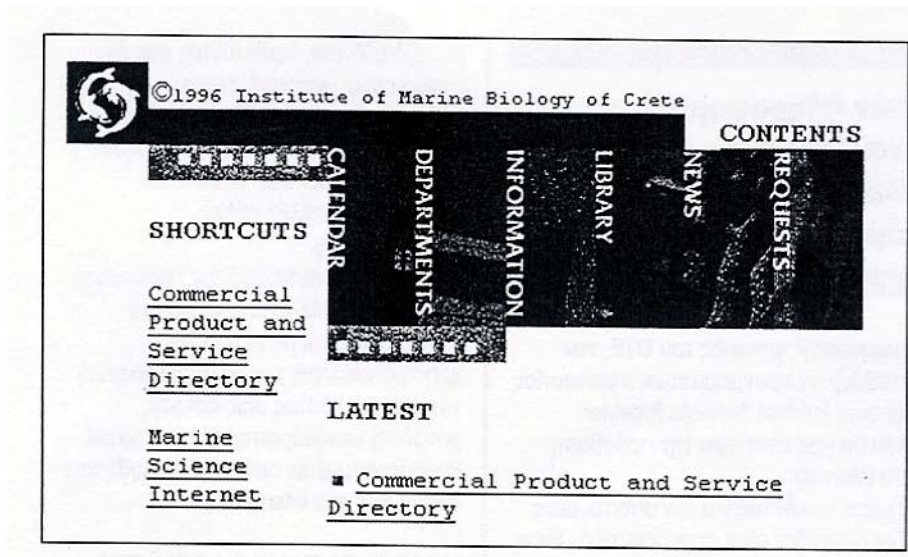 ©1996 Institute of Marine Biology of Crete
CONTENTS
CALENDAR
DEPARTMENTS
INFORMATION
LIBRARY
NEWS
REQUESTS
SHORTCUTS
Commercial
Product and
Service
Directory
Marine
Science
Internet
LATEST
▪ Commercial Product and Service
Directory